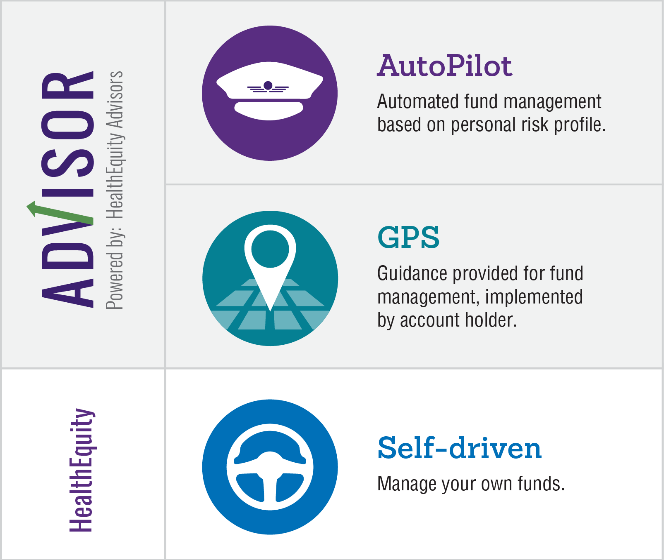 ADVISOR
Powered by: HealthEquity Advisors
AutoPilot
Automated fund management
based on personal risk profile.
GPS
Guidance provided for fund
management, implemented
by account holder.
HealthEquity
Self-driven
Manage your own funds.